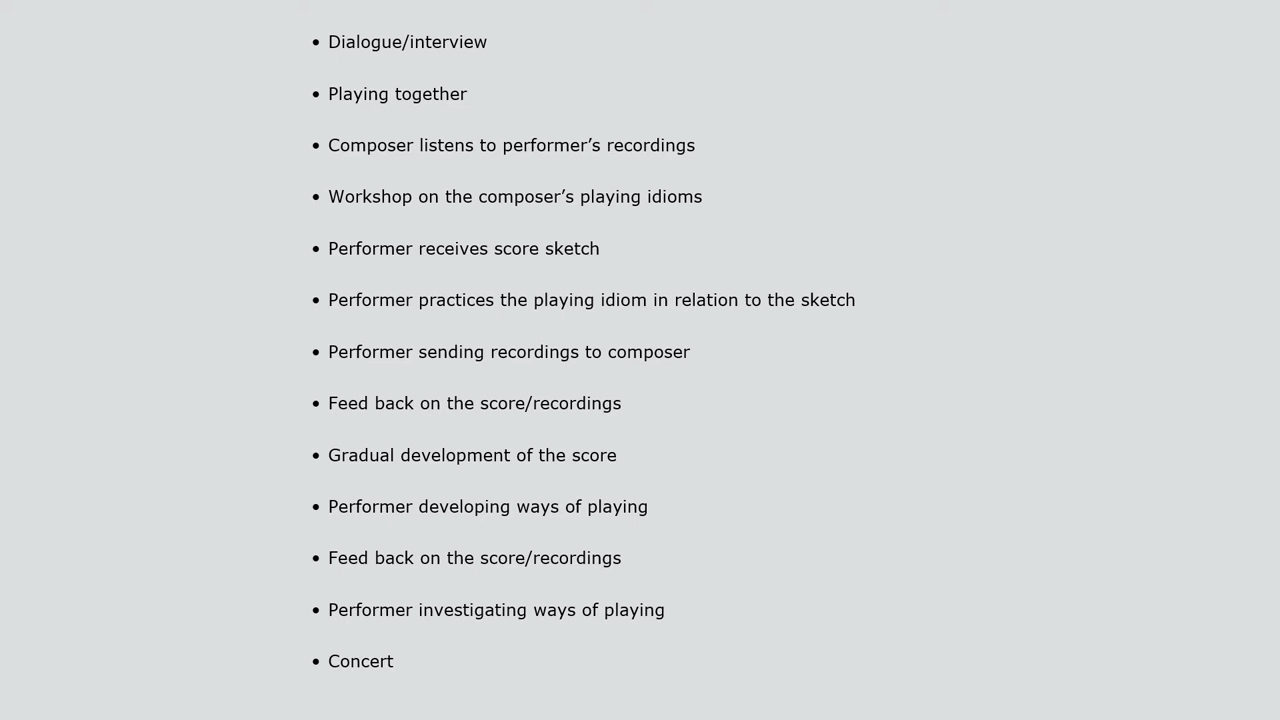 • Dialogue/interview
• Playing together
• Composer listens to performer’s recordings
• Workshop on the composer’s playing idioms
• Performer receives score sketch
• Performer practices the playing idiom in relation to the sketch
• Performer sending recordings to composer
• Feed back on the score/recordings
• Gradual development of the score
• Performer developing ways of playing
• Feed back on the score/recordings
• Performer investigating ways of playing
• Concert